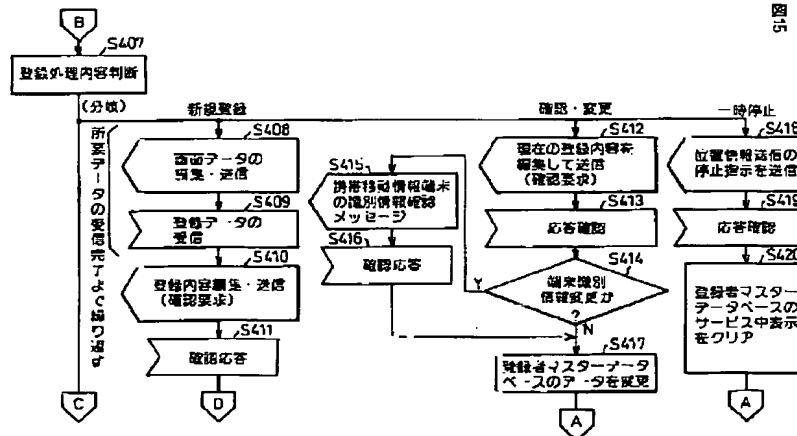 図15
B
S407
登録処理内容判断
(分岐)
新規登録
確認・変更
一時停止
所要データの受信完了まで繰り返す
S408
画面データの
編集・送信
S409
登録データの
受信
S410
登録内容編集・送信
(確認要求)
S411
確認応答
S412
現在の登録内容を
編集して送信
(確認要求)
S413
応答確認
S414
端末識別
情報変更か
?
Y
N
S415
携帯移動情報端末
の識別情報確認
メッセージ
S416
確認応答
S417
登録者マスターデータ
ベースのデータを変更
S418
位置情報送信の
停止指示を送信
S419
応答確認
S420
登録者マスター
データベースの
サービス中表示
をクリア
C
D
A
A